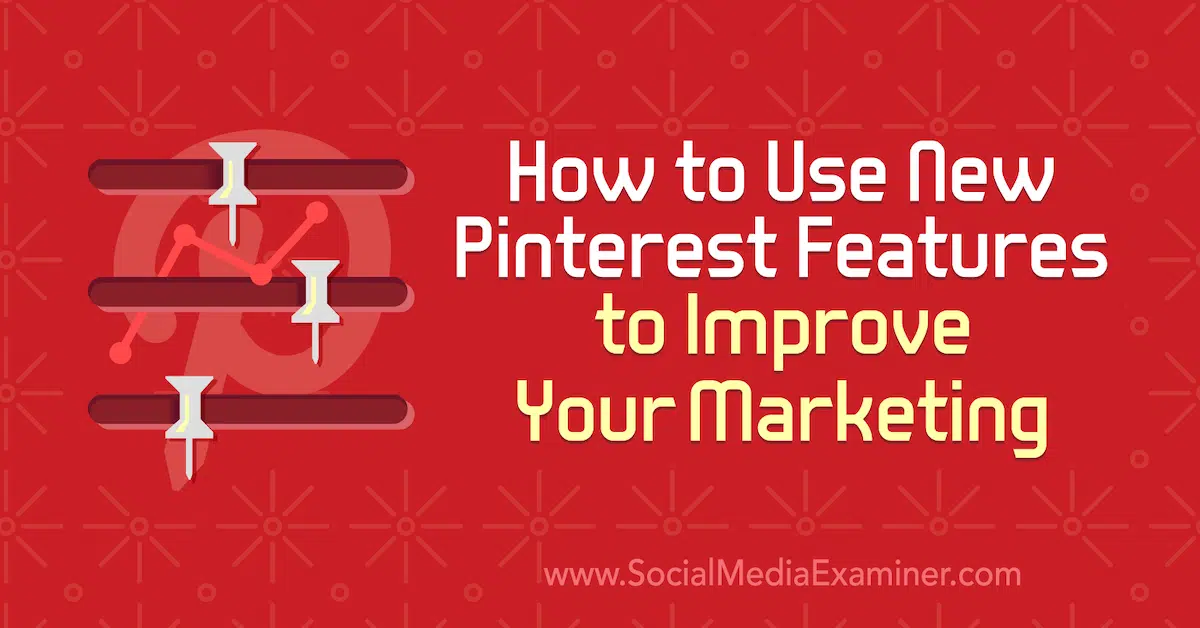 How to Use New
Pinterest Features
to Improve
Your Marketing
www.SocialMediaExaminer.com